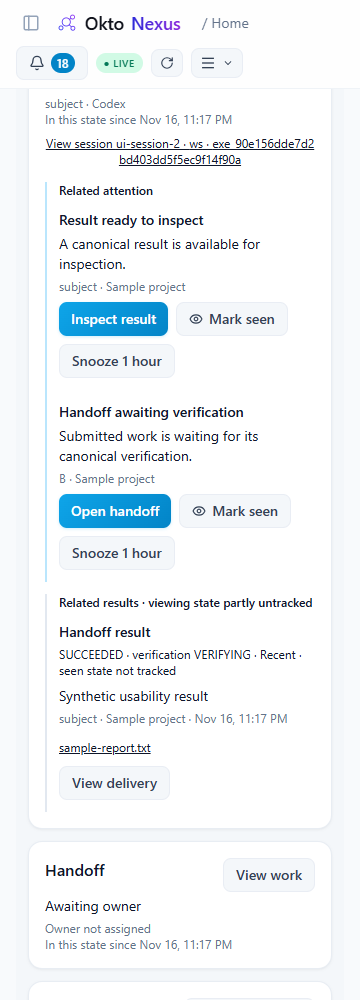 Okto Nexus / Home
18 LIVE
subject · Codex
In this state since Nov 16, 11:17 PM
View session ui-session-2 · ws · exe_90e156dde7d2
bd403dd5f5ec9f14f90a
Related attention
Result ready to inspect
A canonical result is available for
inspection.
subject · Sample project
Inspect result Mark seen
Snooze 1 hour
Handoff awaiting verification
Submitted work is waiting for its
canonical verification.
B · Sample project
Open handoff Mark seen
Snooze 1 hour
Related results · viewing state partly untracked
Handoff result
SUCCEEDED · verification VERIFYING · Recent ·
seen state not tracked
Synthetic usability result
subject · Sample project · Nov 16, 11:17 PM
sample-report.txt
View delivery
Handoff View work
Awaiting owner
Owner not assigned
In this state since Nov 16, 11:17 PM